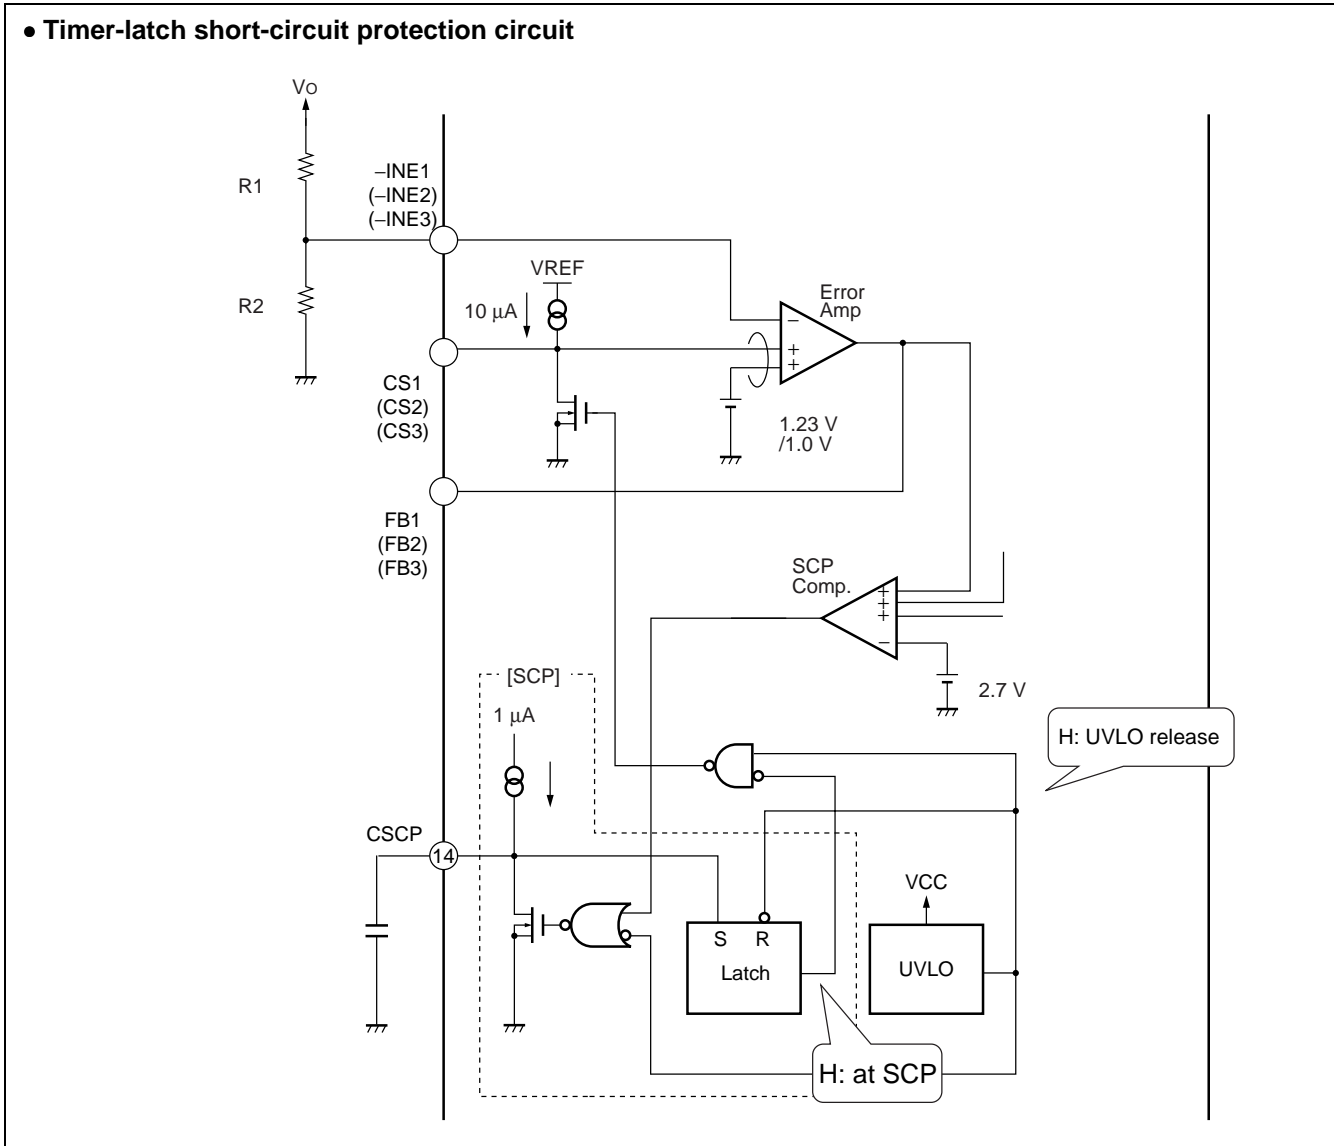 • Timer-latch short-circuit protection circuit
VO
R1
R2
–INE1
(–INE2)
(–INE3)
VREF
10 μA
Error
Amp
–
+
+
CS1
(CS2)
(CS3)
1.23 V
/1.0 V
FB1
(FB2)
(FB3)
SCP
Comp.
+
+
+
–
2.7 V
[SCP]
1 μA
H: UVLO release
CSCP
14
VCC
S R
Latch
UVLO
H: at SCP